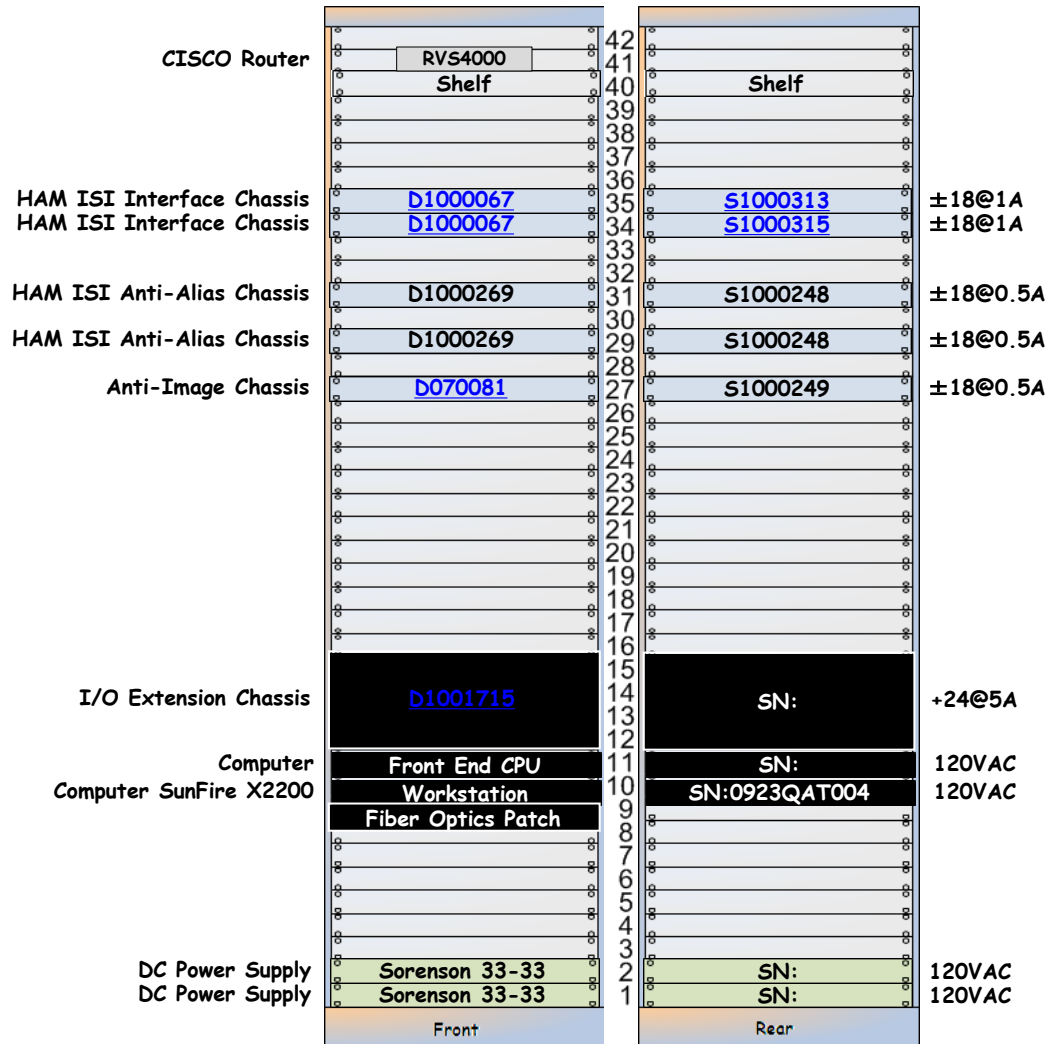 42
CISCO Router RVS4000 41
Shelf 40 Shelf
39
38
37
36
HAM ISI Interface Chassis D1000067 35 S1000313 ±18@1A
HAM ISI Interface Chassis D1000067 34 S1000315 ±18@1A
33
32
HAM ISI Anti-Alias Chassis D1000269 31 S1000248 ±18@0.5A
30
HAM ISI Anti-Alias Chassis D1000269 29 S1000248 ±18@0.5A
28
Anti-Image Chassis D070081 27 S1000249 ±18@0.5A
26
25
24
23
22
21
20
19
18
17
16
15
I/O Extension Chassis D1001715 14 SN: +24@5A
13
12
Computer Front End CPU 11 SN: 120VAC
Computer SunFire X2200 Workstation 10 SN:0923QAT004 120VAC
Fiber Optics Patch 9
8
7
6
5
4
3
DC Power Supply Sorenson 33-33 2 SN: 120VAC
DC Power Supply Sorenson 33-33 1 SN: 120VAC
Front Rear